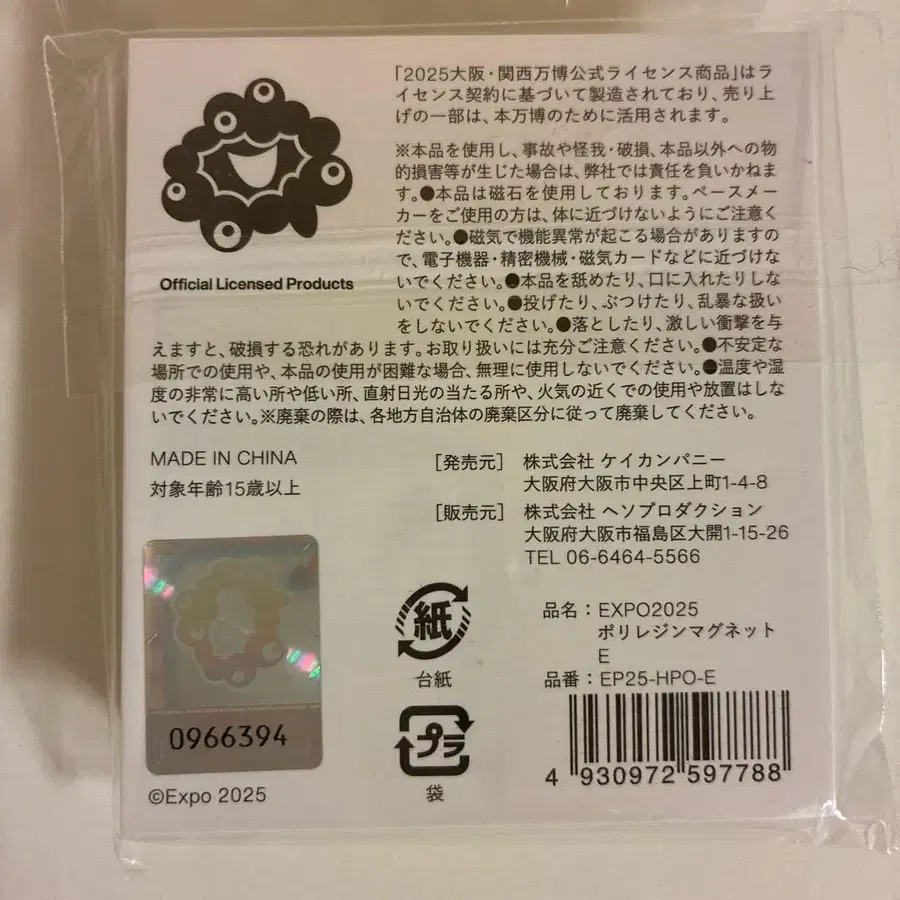 「2025大阪・関西万博公式ライセンス商品」はラ
イセンス契約に基づいて製造されており、売り上
げの一部は、本万博のために活用されます。
※本品を使用し、事故や怪我・破損、本品以外への物
的損害等が生じた場合は、弊社では責任を負いかねま
す。●本品は磁石を使用しております。ペースメー
カーをご使用の方は、体に近づけないようにご注意く
ださい。●磁気で機能異常が起こる場合がありますの
で、電子機器・精密機械・磁気カードなどに近づけな
いでください。●本品を舐めたり、口に入れたりしな
いでください。●投げたり、ぶつけたり、乱暴な扱い
をしないでください。●落としたり、激しい衝撃を与
えますと、破損する恐れがあります。お取り扱いには充分ご注意ください。●不安定な
場所での使用や、本品の使用が困難な場合、無理に使用しないでください。●温度や湿
度の非常に高い所や低い所、直射日光の当たる所や、火気の近くでの使用や放置はしな
いでください。※廃棄の際は、各地方自治体の廃棄区分に従って廃棄してください。
Official Licensed Products
MADE IN CHINA
対象年齢15歳以上
[発売元] 株式会社 ケイカンパニー
大阪府大阪市中央区上町1-4-8
[販売元] 株式会社 ヘソプロダクション
大阪府大阪市福島区大開1-15-26
TEL 06-6464-5566
紙
台紙
プラ
袋
品名：EXPO2025
ポリレジンマグネット
E
品番：EP25-HPO-E
4 930972 597788
0966394
©Expo 2025